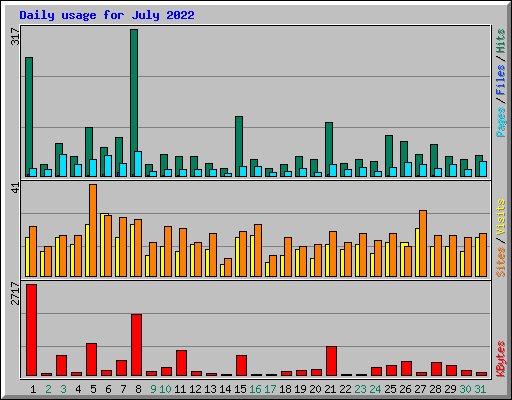 Daily usage for July 2022
317
Pages / Files / Hits
41
Sites / Visits
2717
KBytes
1 2 3 4 5 6 7 8 9 10 11 12 13 14 15 16 17 18 19 20 21 22 23 24 25 26 27 28 29 30 31